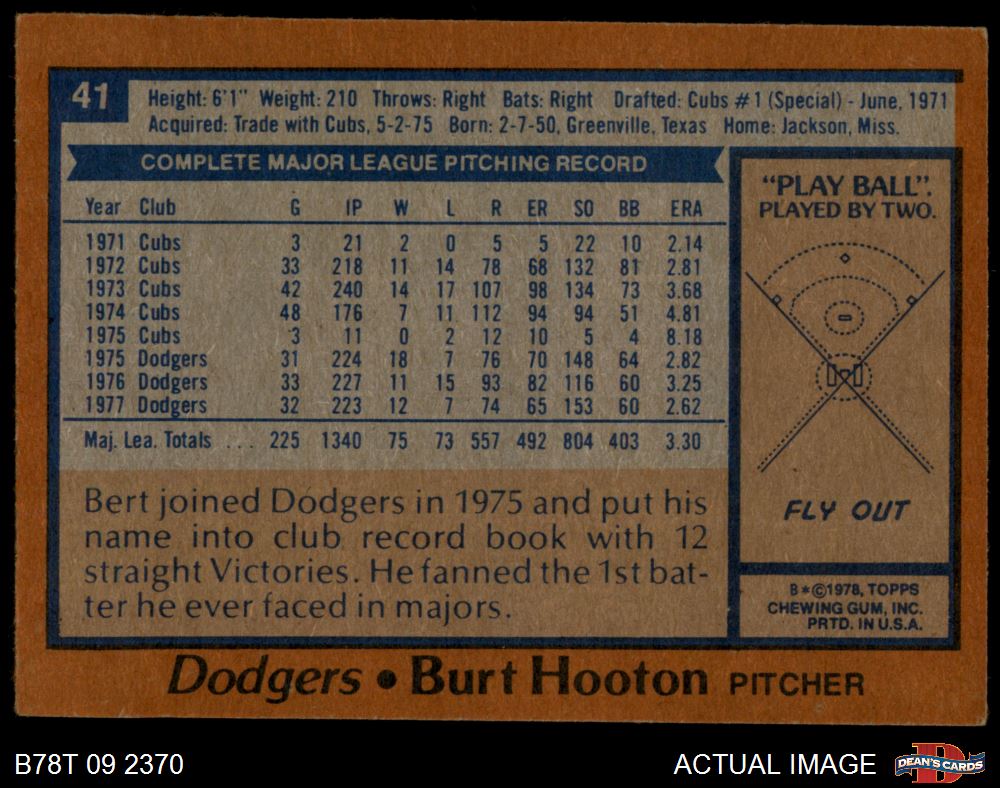 41
Height: 6'1" Weight: 210 Throws: Right Bats: Right Drafted: Cubs #1 (Special) - June, 1971
Acquired: Trade with Cubs, 5-2-75 Born: 2-7-50, Greenville, Texas Home: Jackson, Miss.
COMPLETE MAJOR LEAGUE PITCHING RECORD
Year Club G IP W L R ER SO BB ERA
1971 Cubs 3 21 2 0 5 5 22 10 2.14
1972 Cubs 33 218 11 14 78 68 132 81 2.81
1973 Cubs 42 240 14 17 107 98 134 73 3.68
1974 Cubs 48 176 7 11 112 94 94 51 4.81
1975 Cubs 3 11 0 2 12 10 5 4 8.18
1975 Dodgers 31 224 18 7 76 70 148 64 2.82
1976 Dodgers 33 227 11 15 93 82 116 60 3.25
1977 Dodgers 32 223 12 7 74 65 153 60 2.62
Maj. Lea. Totals ... 225 1340 75 73 557 492 804 403 3.30
Bert joined Dodgers in 1975 and put his
name into club record book with 12
straight Victories. He fanned the 1st bat-
ter he ever faced in majors.
"PLAY BALL".
PLAYED BY TWO.
FLY OUT
B*©1978, TOPPS
CHEWING GUM, INC.
PRTD. IN U.S.A.
Dodgers • Burt Hooton PITCHER
B78T 09 2370
ACTUAL IMAGE
D
DEAN'S CARDS